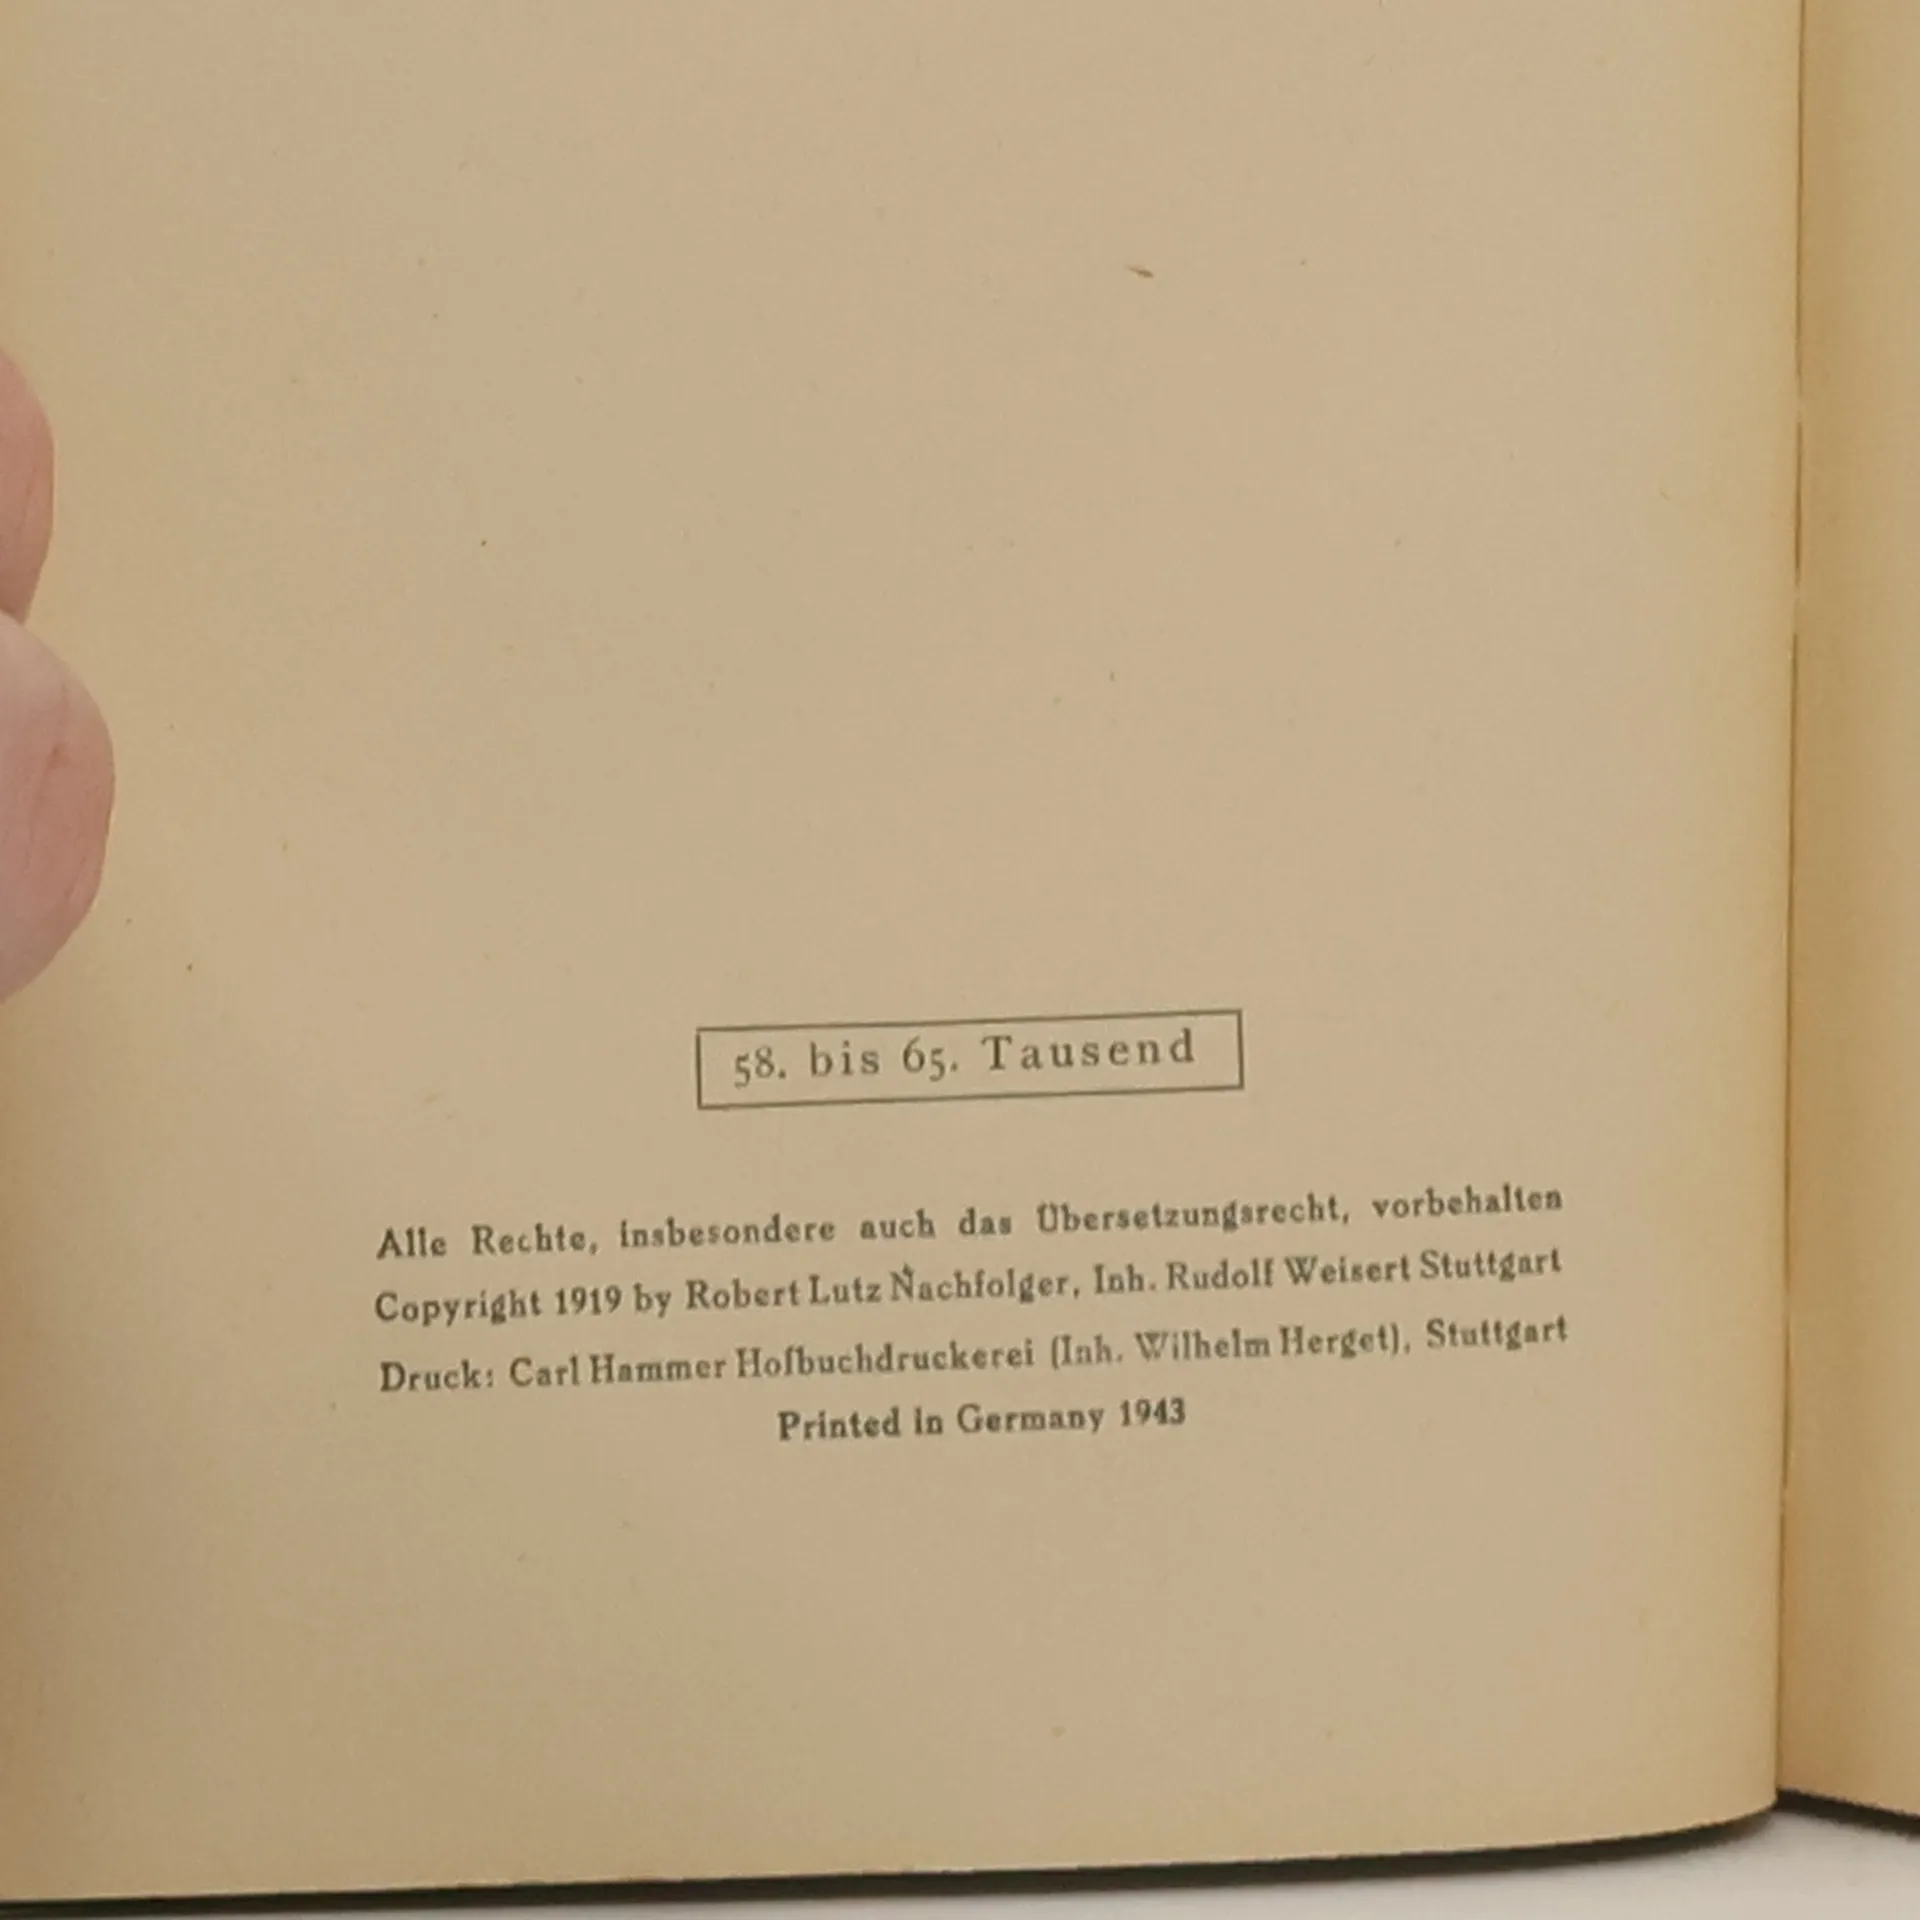 58. bis 65. Tausend
Alle Rechte, insbesondere auch das Übersetzungsrecht, vorbehalten
Copyright 1919 by Robert Lutz Nachfolger, Inh. Rudolf Weisert Stuttgart
Druck: Carl Hammer Hofbuchdruckerei (Inh. Wilhelm Herget), Stuttgart
Printed in Germany 1943